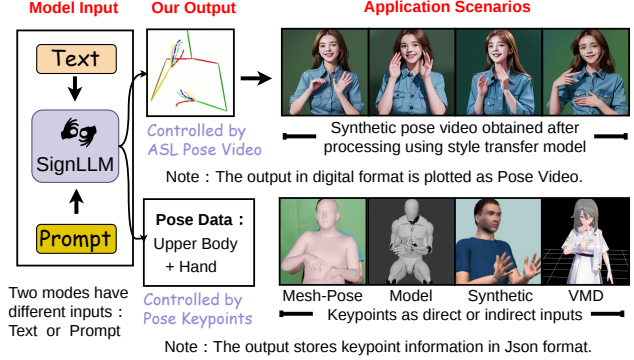 Model Input
Our Output
Application Scenarios
Text
SignLLM
Prompt
Two modes have
different inputs：
Text or Prompt
Controlled by
ASL Pose Video
Synthetic pose video obtained after
processing using style transfer model
Note：The output in digital format is plotted as Pose Video.
Pose Data：
Upper Body
+ Hand
Controlled by
Pose Keypoints
Mesh-Pose
Model
Synthetic
VMD
Keypoints as direct or indirect inputs
Note：The output stores keypoint information in Json format.